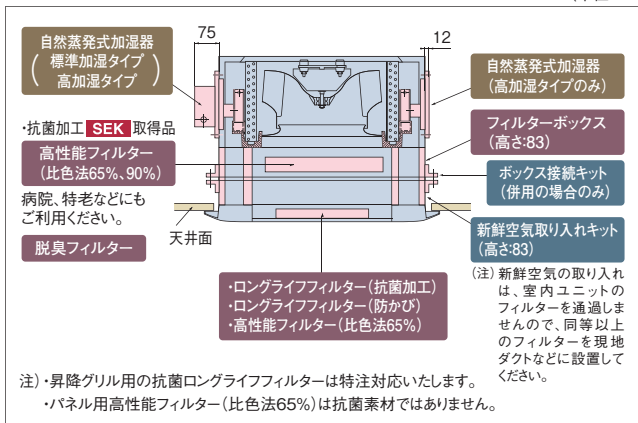 75
12
自然蒸発式加湿器
(標準加湿タイプ
高加湿タイプ)
自然蒸発式加湿器
(高加湿タイプのみ)
・抗菌加工 SEK 取得品
高性能フィルター
(比色法65%、90%)
病院、特老などにも
ご利用ください。
脱臭フィルター
天井面
フィルターボックス
(高さ:83)
ボックス接続キット
(併用の場合のみ)
新鮮空気取り入れキット
(高さ:83)
(注)新鮮空気の取り入れ
は、室内ユニットの
フィルターを通過しま
せんので、同等以上
のフィルターを現地
ダクトなどに設置して
ください。
・ロングライフフィルター(抗菌加工)
・ロングライフフィルター(防かび)
・高性能フィルター(比色法65%)
注)・昇降グリル用の抗菌ロングライフフィルターは特注対応いたします。
・パネル用高性能フィルター(比色法65%)は抗菌素材ではありません。